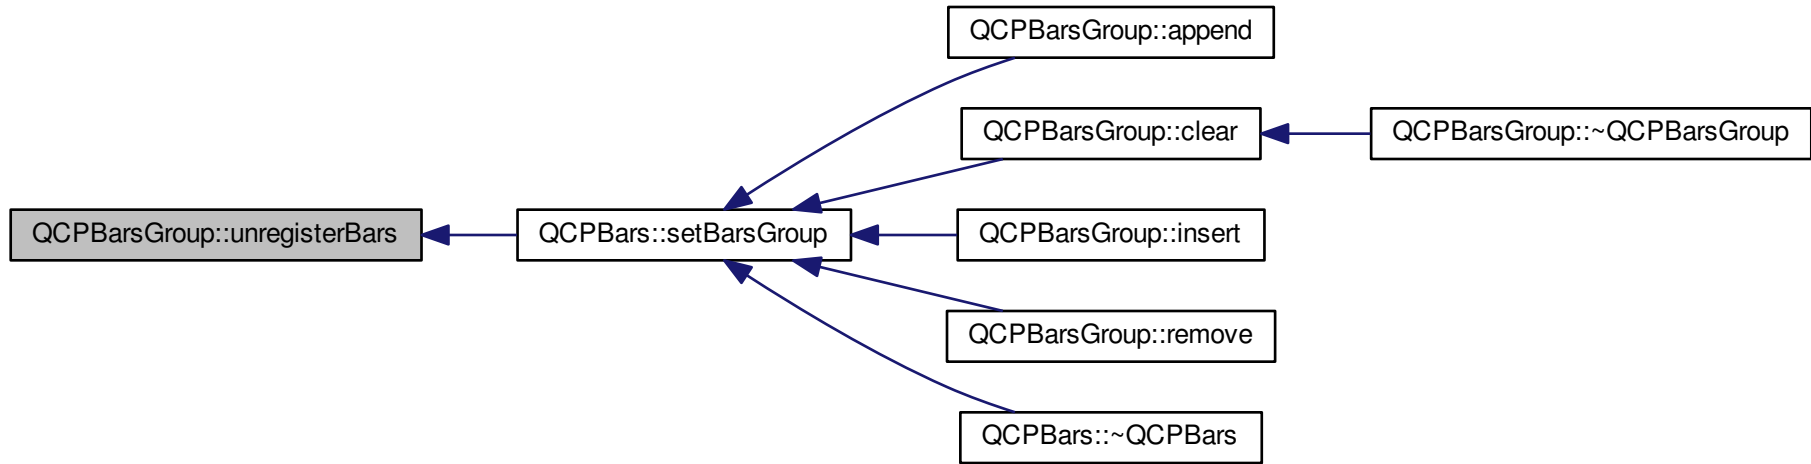 QCPBarsGroup::append
QCPBarsGroup::clear
QCPBarsGroup::~QCPBarsGroup
QCPBarsGroup::unregisterBars
QCPBars::setBarsGroup
QCPBarsGroup::insert
QCPBarsGroup::remove
QCPBars::~QCPBars